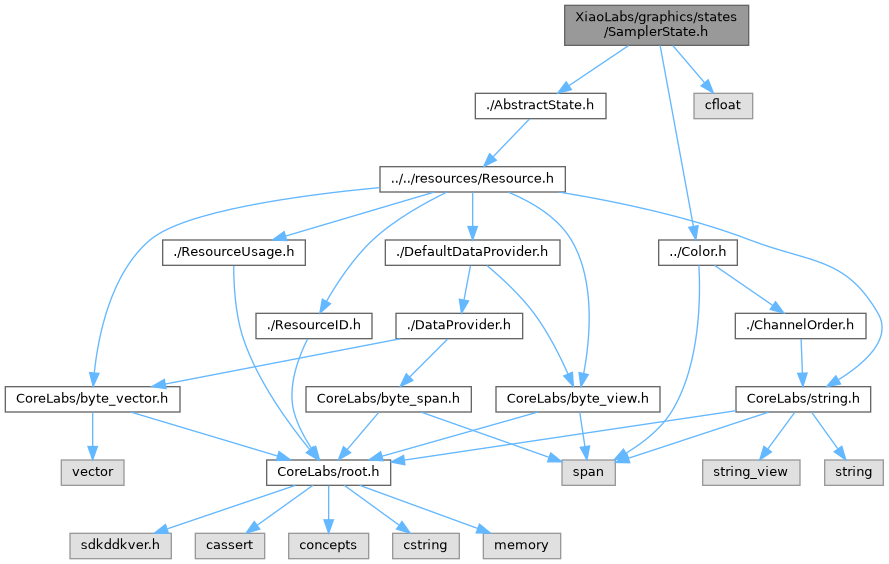 XiaoLabs/graphics/states
/SamplerState.h
./AbstractState.h
cfloat
../../resources/Resource.h
./ResourceUsage.h
./DefaultDataProvider.h
../Color.h
./ResourceID.h
./DataProvider.h
./ChannelOrder.h
CoreLabs/byte_vector.h
CoreLabs/byte_span.h
CoreLabs/byte_view.h
CoreLabs/string.h
vector
CoreLabs/root.h
span
string_view
string
sdkddkver.h
cassert
concepts
cstring
memory